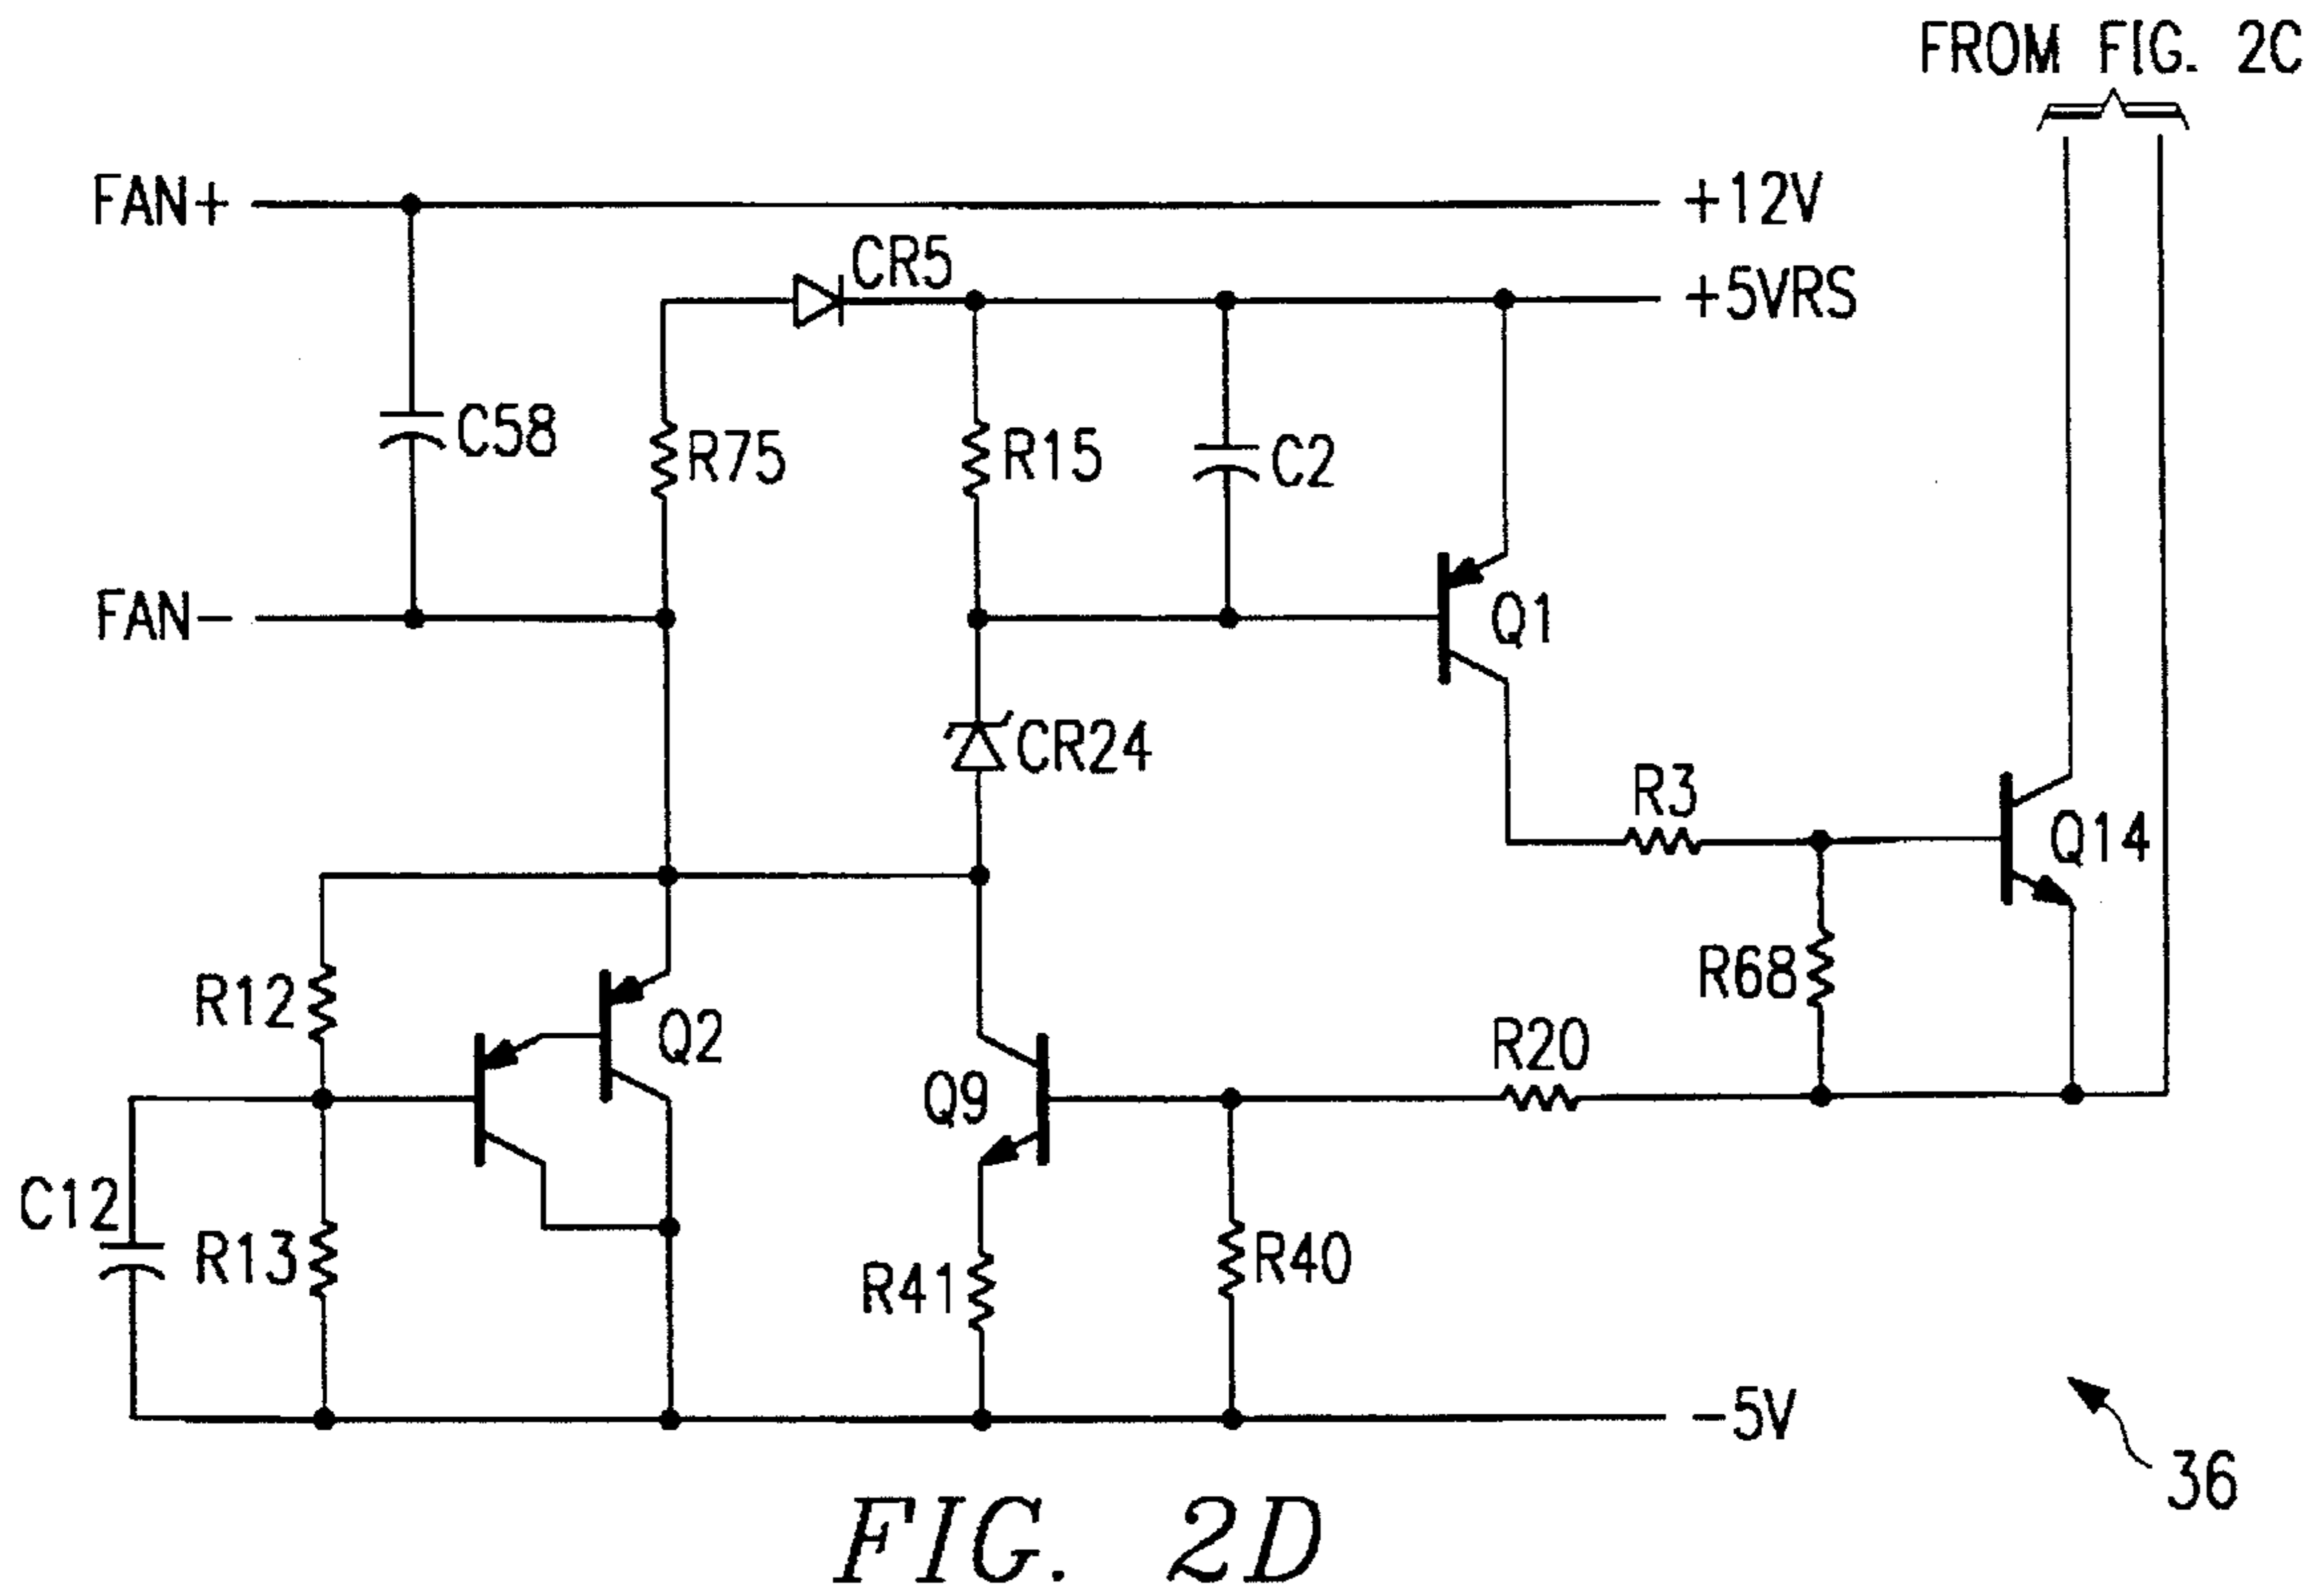 FROM FIG. 2C
FAN+
+12V
CR5
+5VRS
C58
R75
R15
C2
FAN-
Q1
CR24
R3
Q14
R12
Q2
R68
Q9
R20
C12
R13
R41
R40
-5V
36
FIG. 2D